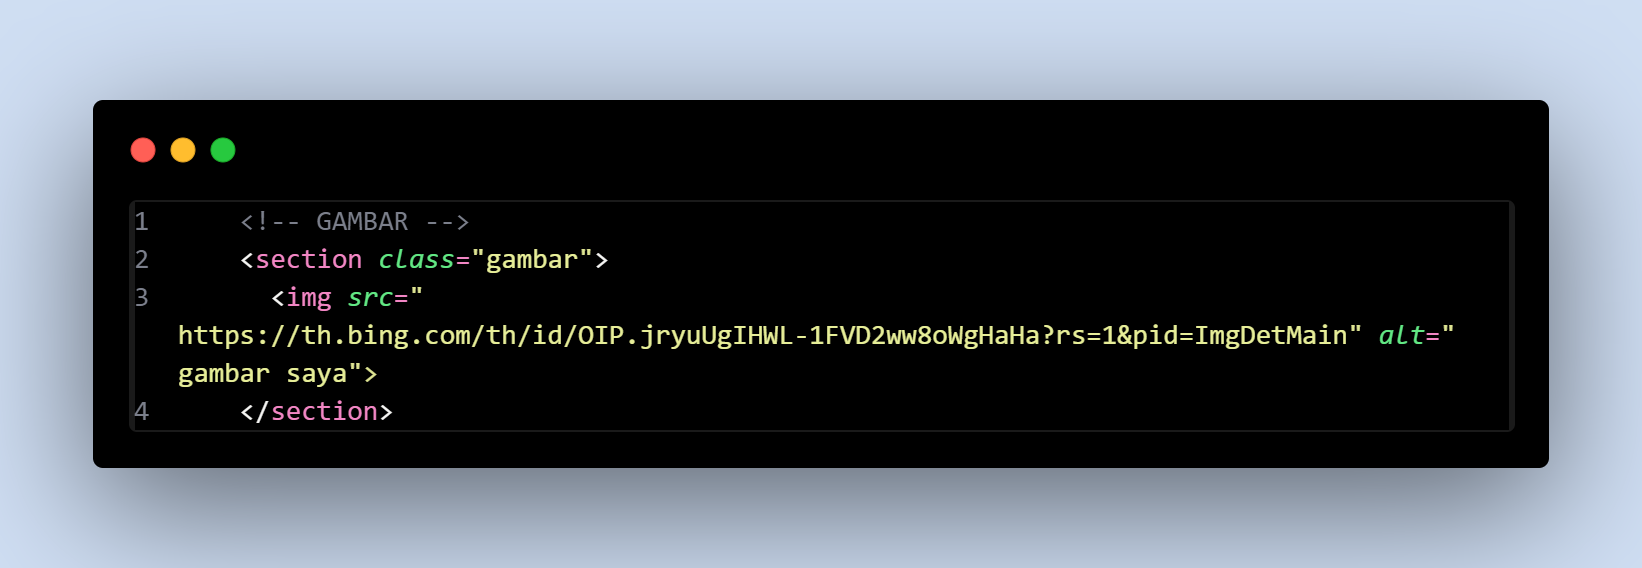 1 <!-- GAMBAR -->
2 <section class="gambar">
3 <img src="
https://th.bing.com/th/id/OIP.jryuUgIHWL-1FVD2ww8oWgHaHa?rs=1&pid=ImgDetMain" alt="
gambar saya">
4 </section>